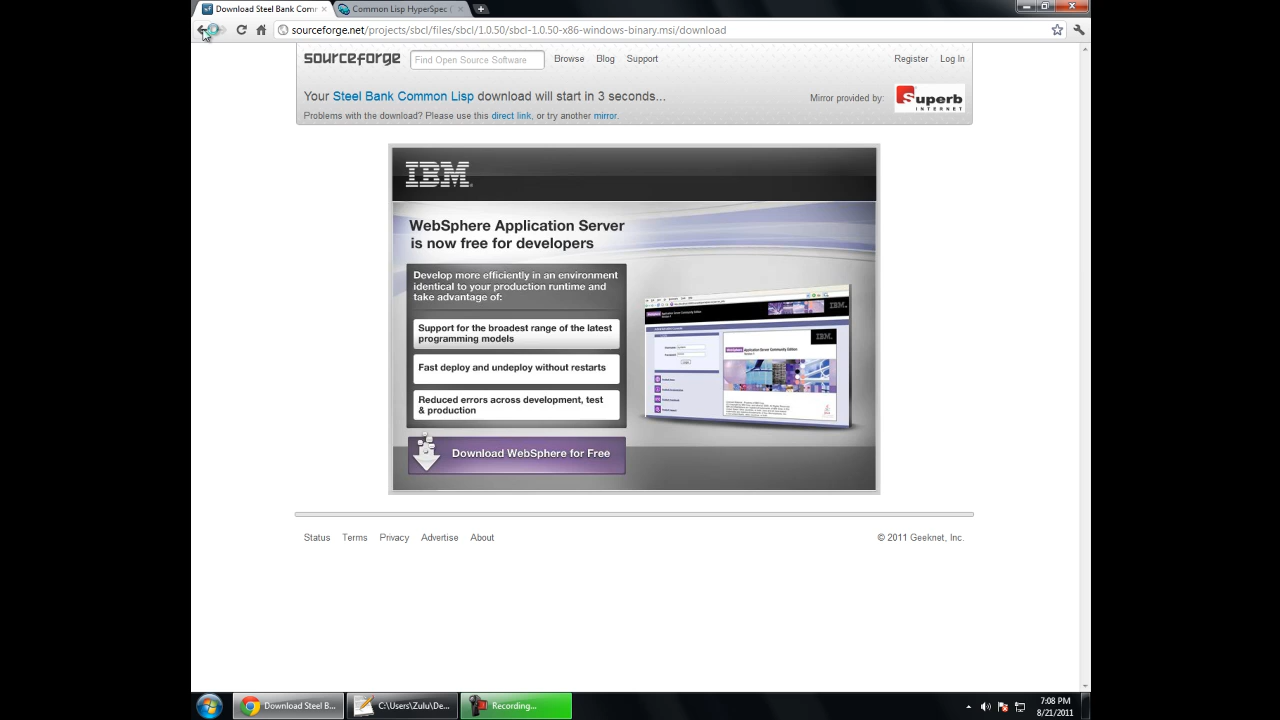 Download Steel Bank Comm
Common Lisp HyperSpec (
sourceforge.net/projects/sbcl/files/sbcl/1.0.50/sbcl-1.0.50-x86-windows-binary.msi/download
sourceforge
Find Open Source Software
Browse
Blog
Support
Register
Log In
Your Steel Bank Common Lisp download will start in 3 seconds...
Mirror provided by:
Superb
INTERNET
Problems with the download? Please use this direct link, or try another mirror.
IBM
WebSphere Application Server
is now free for developers
Develop more efficiently in an environment
identical to your production runtime and
take advantage of:
Support for the broadest range of the latest
programming models
Fast deploy and undeploy without restarts
Reduced errors across development, test
& production
Download WebSphere for Free
IBM
IBM
Status
Terms
Privacy
Advertise
About
© 2011 Geeknet, Inc.
Download Steel B...
C:\Users\Zulu\De...
Recording...
7:08 PM
8/21/2011